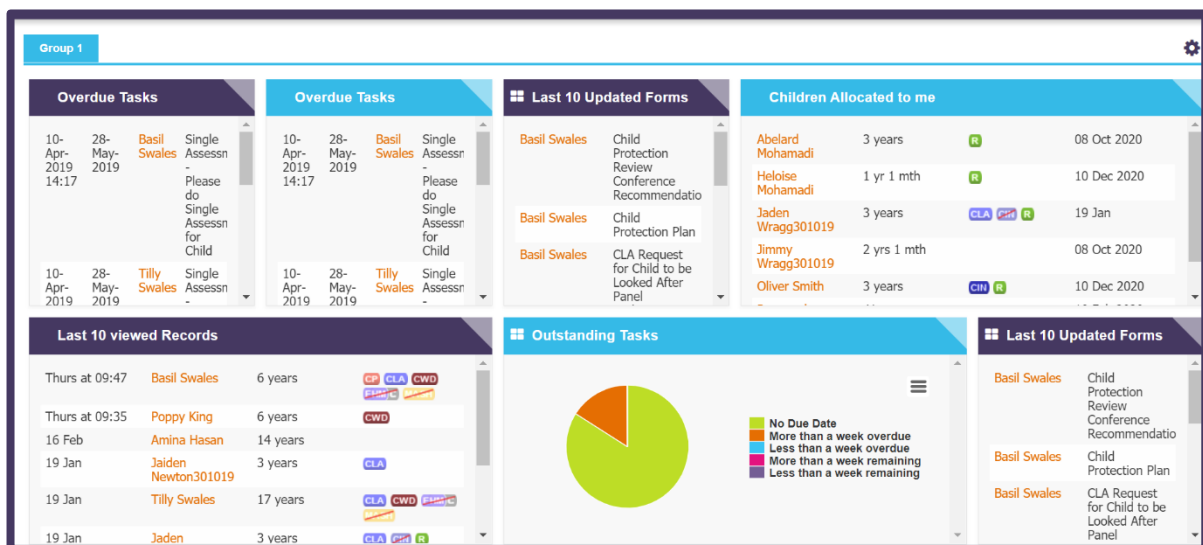 Group 1
Overdue Tasks
10-
Apr-
2019
14:17
28-
May-
2019
Basil
Swales
Single
Assessn
-
Please
do
Single
Assessn
for
Child
10-
Apr-
2019
28-
May-
2019
Tilly
Swales
Single
Assessn
-
Overdue Tasks
10-
Apr-
2019
14:17
28-
May-
2019
Basil
Swales
Single
Assessn
-
Please
do
Single
Assessn
for
Child
10-
Apr-
2019
28-
May-
2019
Tilly
Swales
Single
Assessn
-
Last 10 Updated Forms
Basil Swales
Child
Protection
Review
Conference
Recommendatio
Basil Swales
Child
Protection Plan
Basil Swales
CLA Request
for Child to be
Looked After
Panel
Children Allocated to me
Abelard
Mohamadi
3 years
R
08 Oct 2020
Heloise
Mohamadi
1 yr 1 mth
R
10 Dec 2020
Jaden
Wragg301019
3 years
CLA CIN R
19 Jan
Jimmy
Wragg301019
2 yrs 1 mth
08 Oct 2020
Oliver Smith
3 years
CIN R
10 Dec 2020
Last 10 viewed Records
Thurs at 09:47 Basil Swales 6 years CP CLA CWD
Thurs at 09:35 Poppy King 6 years CWD
16 Feb Amina Hasan 14 years
19 Jan Jaiden
Newton301019
3 years CLA
19 Jan Tilly Swales 17 years CLA CWD
19 Jan Jaden 3 years CLA CIN R
Outstanding Tasks
No Due Date
More than a week overdue
Less than a week overdue
More than a week remaining
Less than a week remaining
Last 10 Updated Forms
Basil Swales
Child
Protection
Review
Conference
Recommendatio
Basil Swales
Child
Protection Plan
Basil Swales
CLA Request
for Child to be
Looked After
Panel